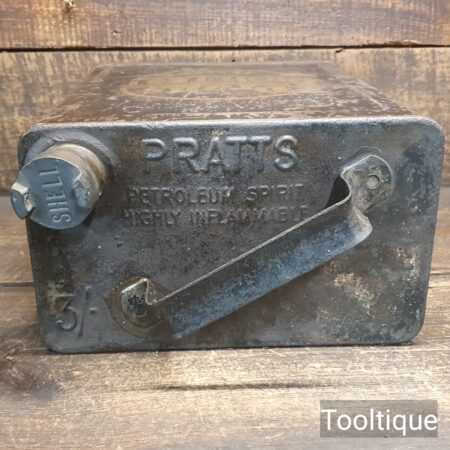 PRATTS
PETROLEUM SPIRIT
HIGHLY INFLAMMABLE
SHELL
3/-
Tooltique